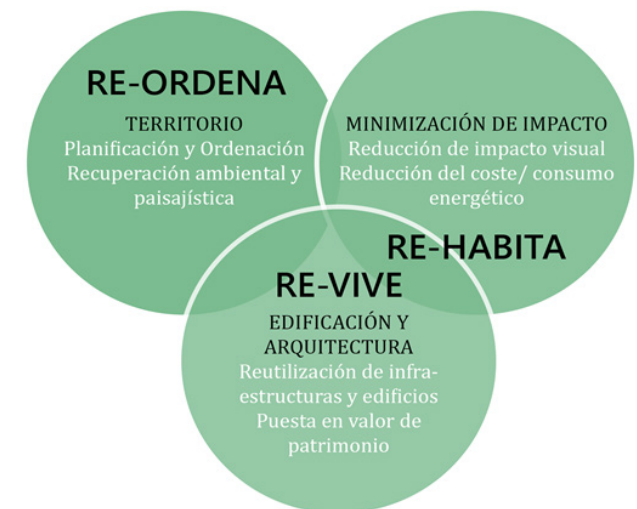 RE-ORDENA
TERRITORIO
Planificación y Ordenación
Recuperación ambiental y
paisajística
MINIMIZACIÓN DE IMPACTO
Reducción de impacto visual
Reducción del coste/ consumo
energético
RE-HABITA
RE-VIVE
EDIFICACIÓN Y
ARQUITECTURA
Reutilización de infra-
estructuras y edificios
Puesta en valor de
patrimonio